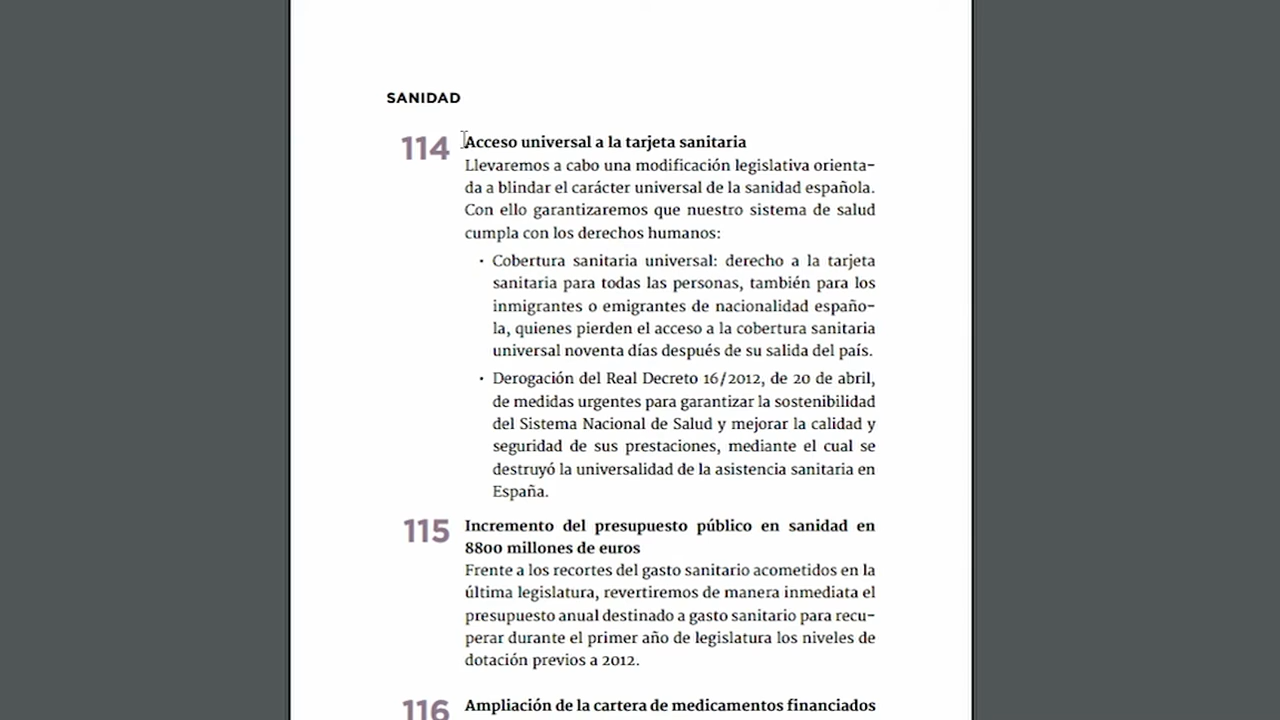 SANIDAD
114 Acceso universal a la tarjeta sanitaria
Llevaremos a cabo una modificación legislativa orienta-
da a blindar el carácter universal de la sanidad española.
Con ello garantizaremos que nuestro sistema de salud
cumpla con los derechos humanos:
· Cobertura sanitaria universal: derecho a la tarjeta
sanitaria para todas las personas, también para los
inmigrantes o emigrantes de nacionalidad españo-
la, quienes pierden el acceso a la cobertura sanitaria
universal noventa días después de su salida del país.
· Derogación del Real Decreto 16/2012, de 20 de abril,
de medidas urgentes para garantizar la sostenibilidad
del Sistema Nacional de Salud y mejorar la calidad y
seguridad de sus prestaciones, mediante el cual se
destruyó la universalidad de la asistencia sanitaria en
España.
115 Incremento del presupuesto público en sanidad en
8800 millones de euros
Frente a los recortes del gasto sanitario acometidos en la
última legislatura, revertiremos de manera inmediata el
presupuesto anual destinado a gasto sanitario para recu-
perar durante el primer año de legislatura los niveles de
dotación previos a 2012.
116 Ampliación de la cartera de medicamentos financiados